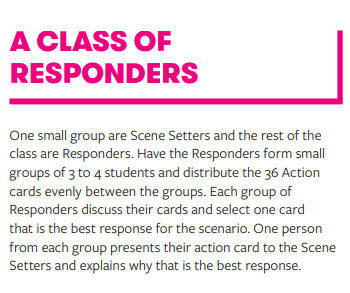 A CLASS OF
RESPONDERS
One small group are Scene Setters and the rest of the
class are Responders. Have the Responders form small
groups of 3 to 4 students and distribute the 36 Action
cards evenly between the groups. Each group of
Responders discuss their cards and select one card
that is the best response for the scenario. One person
from each group presents their action card to the Scene
Setters and explains why that is the best response.